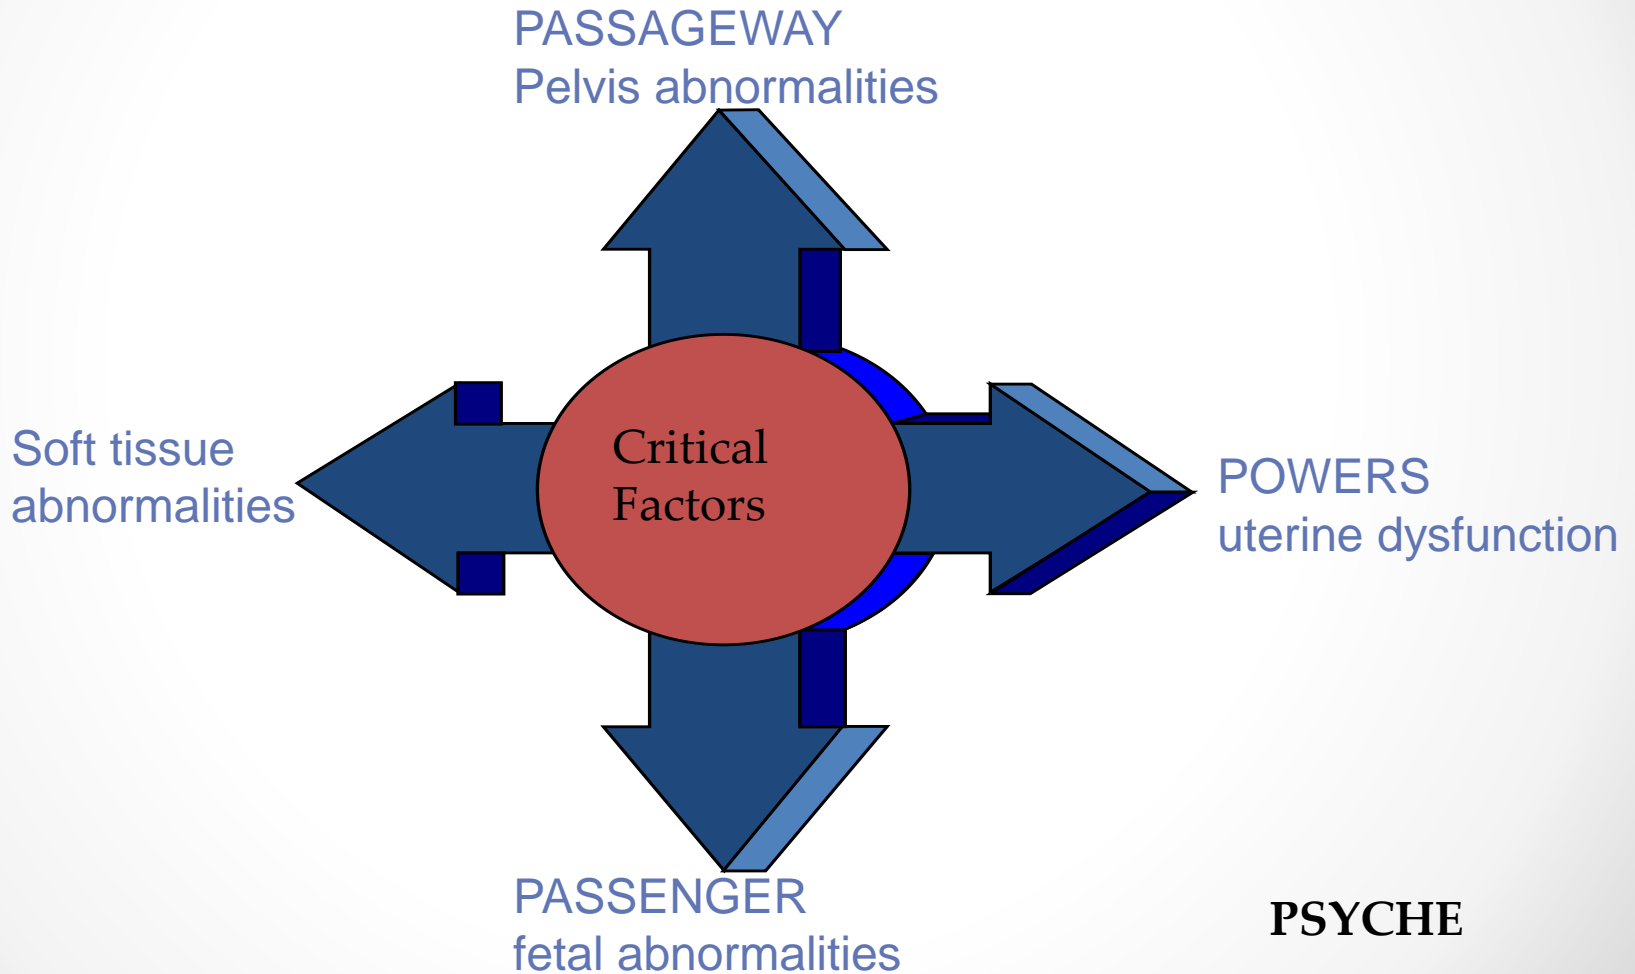 PASSAGEWAY
Pelvis abnormalities
Soft tissue
abnormalities
Critical
Factors
POWERS
uterine dysfunction
PASSENGER
fetal abnormalities
PSYCHE